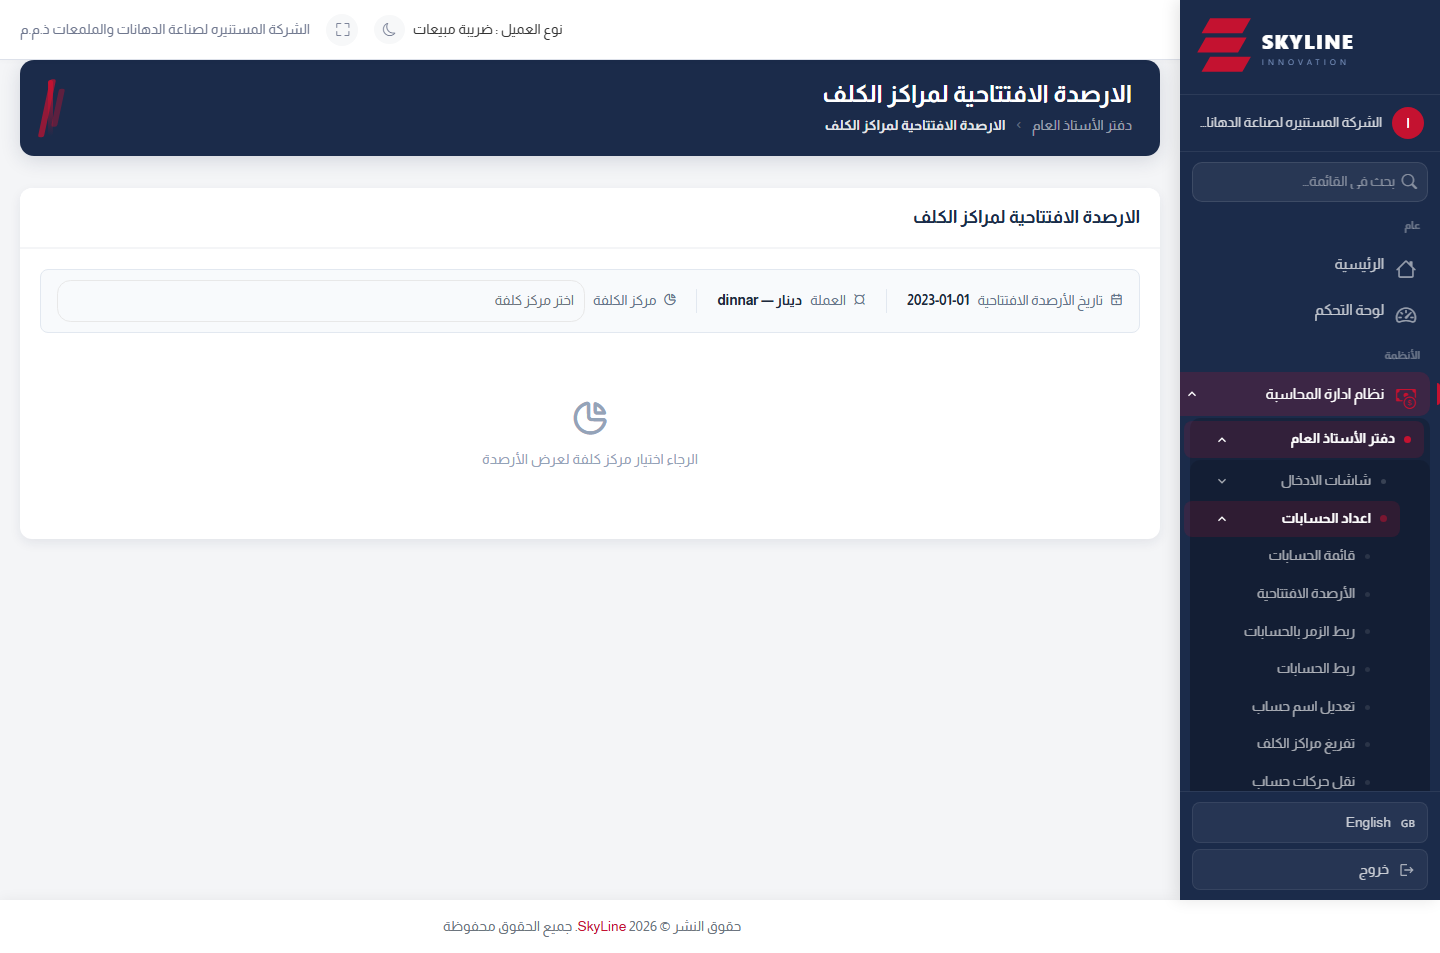 SKYLINE
INNOVATION
الشركة المستنيره لصناعة الدهانا...
بحث في القائمة...
عام
الرئيسية
لوحة التحكم
الأنظمة
نظام ادارة المحاسبة
دفتر الأستاذ العام
شاشات الادخال
اعداد الحسابات
قائمة الحسابات
الأرصدة الافتتاحية
ربط الزمر بالحسابات
ربط الحسابات
تعديل اسم حساب
تفريغ مراكز الكلف
نقل حركات حساب
GB English
خروج
نوع العميل : ضريبة مبيعات
الشركة المستنيره لصناعة الدهانات والملمعات ذ.م.م
الارصدة الافتتاحية لمراكز الكلف
دفتر الأستاذ العام › الارصدة الافتتاحية لمراكز الكلف
الارصدة الافتتاحية لمراكز الكلف
تاريخ الأرصدة الافتتاحية 2023-01-01 العملة دينار — dinnar مركز الكلفة اختر مركز كلفة
الرجاء اختيار مركز كلفة لعرض الأرصدة
حقوق النشر © 2026 SkyLine. جميع الحقوق محفوظة